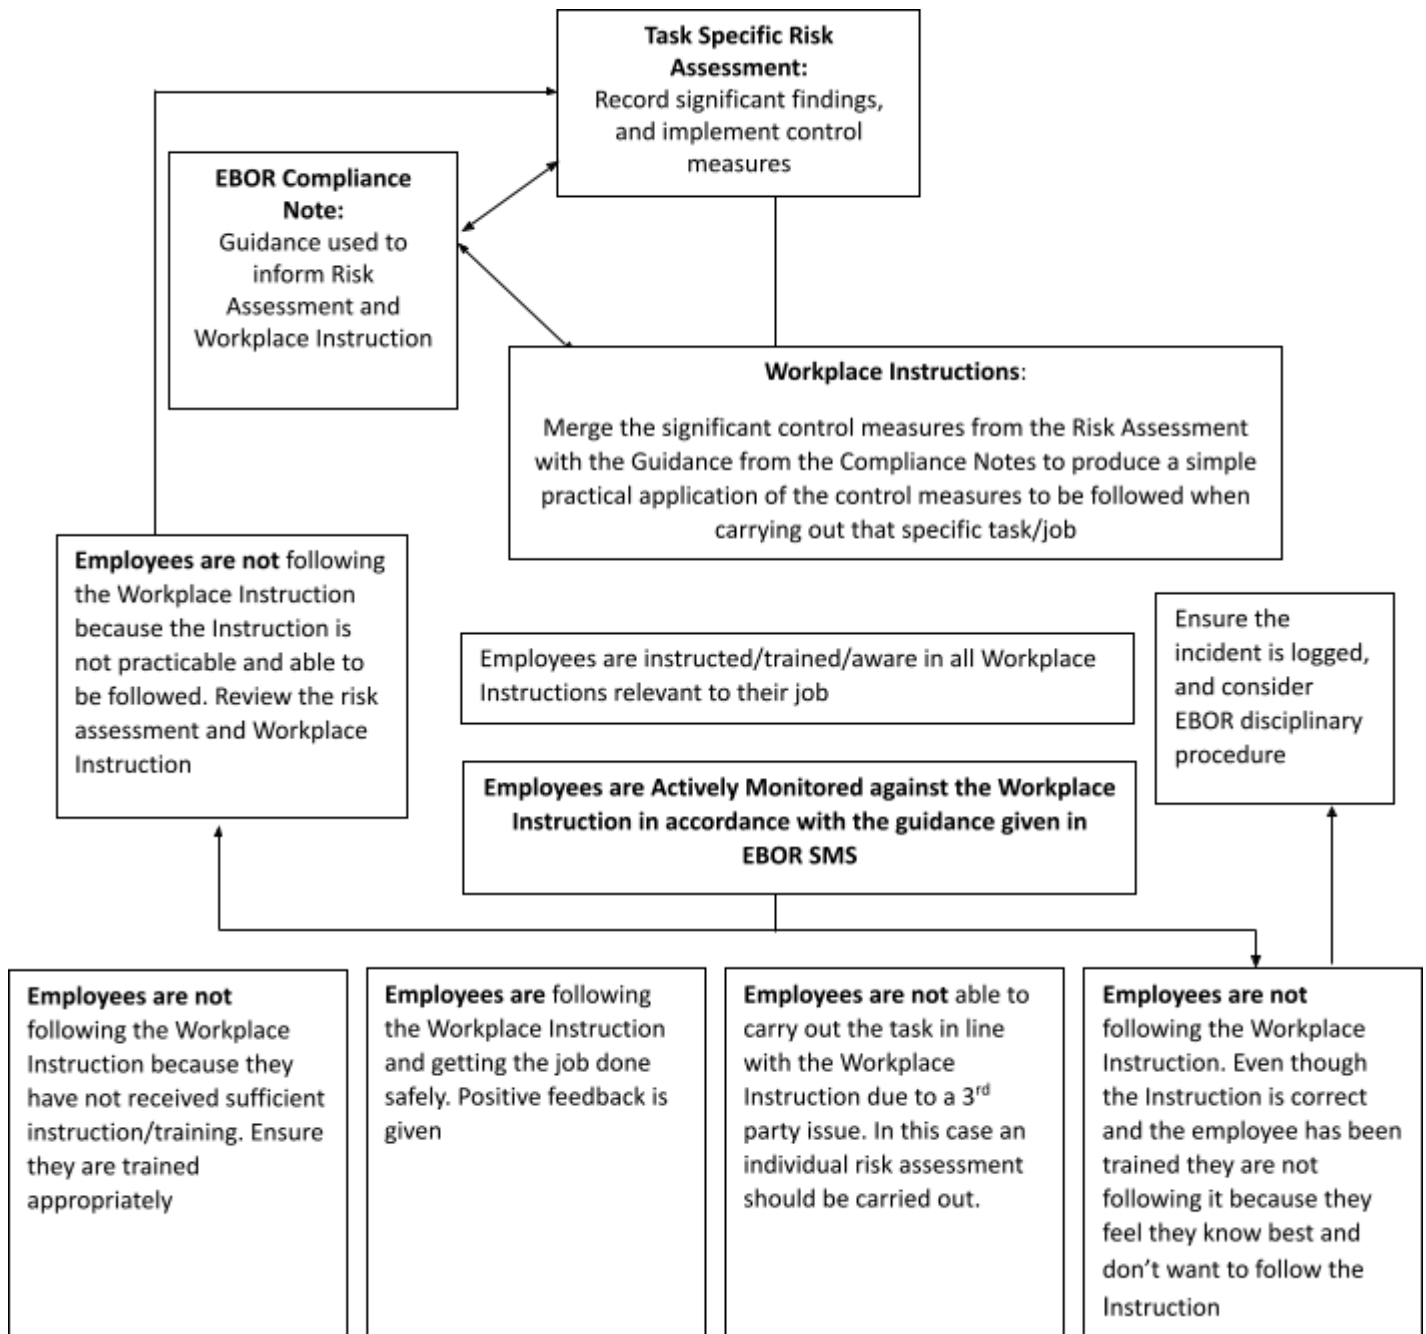 Task Specific Risk
Assessment:
Record significant findings,
and implement control
measures
EBOR Compliance
Note:
Guidance used to
inform Risk
Assessment and
Workplace Instruction
Workplace Instructions:
Merge the significant control measures from the Risk Assessment
with the Guidance from the Compliance Notes to produce a simple
practical application of the control measures to be followed when
carrying out that specific task/job
Employees are not following
the Workplace Instruction
because the Instruction is
not practicable and able to
be followed. Review the risk
assessment and Workplace
Instruction
Employees are instructed/trained/aware in all Workplace
Instructions relevant to their job
Ensure the
incident is logged,
and consider
EBOR disciplinary
procedure
Employees are Actively Monitored against the Workplace
Instruction in accordance with the guidance given in
EBOR SMS
Employees are not
following the Workplace
Instruction because they
have not received sufficient
instruction/training. Ensure
they are trained
appropriately
Employees are following
the Workplace Instruction
and getting the job done
safely. Positive feedback is
given
Employees are not able to
carry out the task in line
with the Workplace
Instruction due to a 3rd
party issue. In this case an
individual risk assessment
should be carried out.
Employees are not
following the Workplace
Instruction. Even though
the Instruction is correct
and the employee has been
trained they are not
following it because they
feel they know best and
don't want to follow the
Instruction